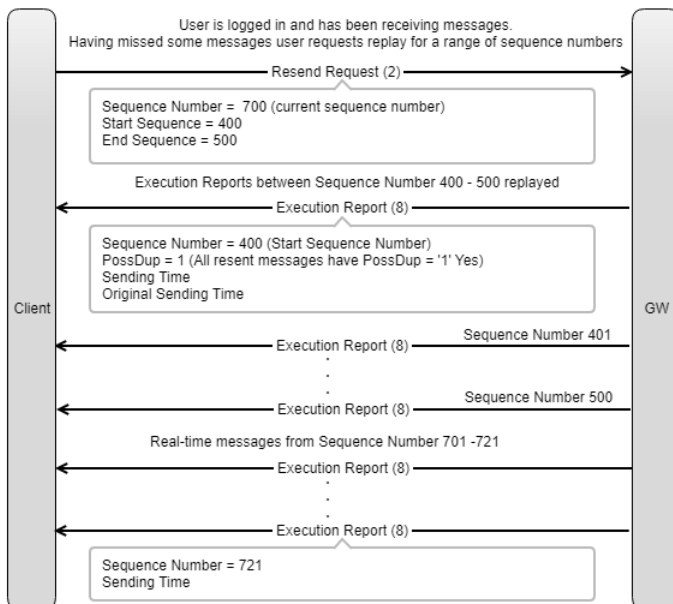 User is logged in and has been receiving messages.
Having missed some messages user requests replay for a range of sequence numbers
Resend Request (2)
Sequence Number = 700 (current sequence number)
Start Sequence = 400
End Sequence = 500
Execution Reports between Sequence Number 400 - 500 replayed
Execution Report (8)
Sequence Number = 400 (Start Sequence Number)
PossDup = 1 (All resent messages have PossDup = '1' Yes)
Sending Time
Original Sending Time
Client
GW
Sequence Number 401
Execution Report (8)
Sequence Number 500
Execution Report (8)
Real-time messages from Sequence Number 701 -721
Execution Report (8)
Execution Report (8)
Sequence Number = 721
Sending Time